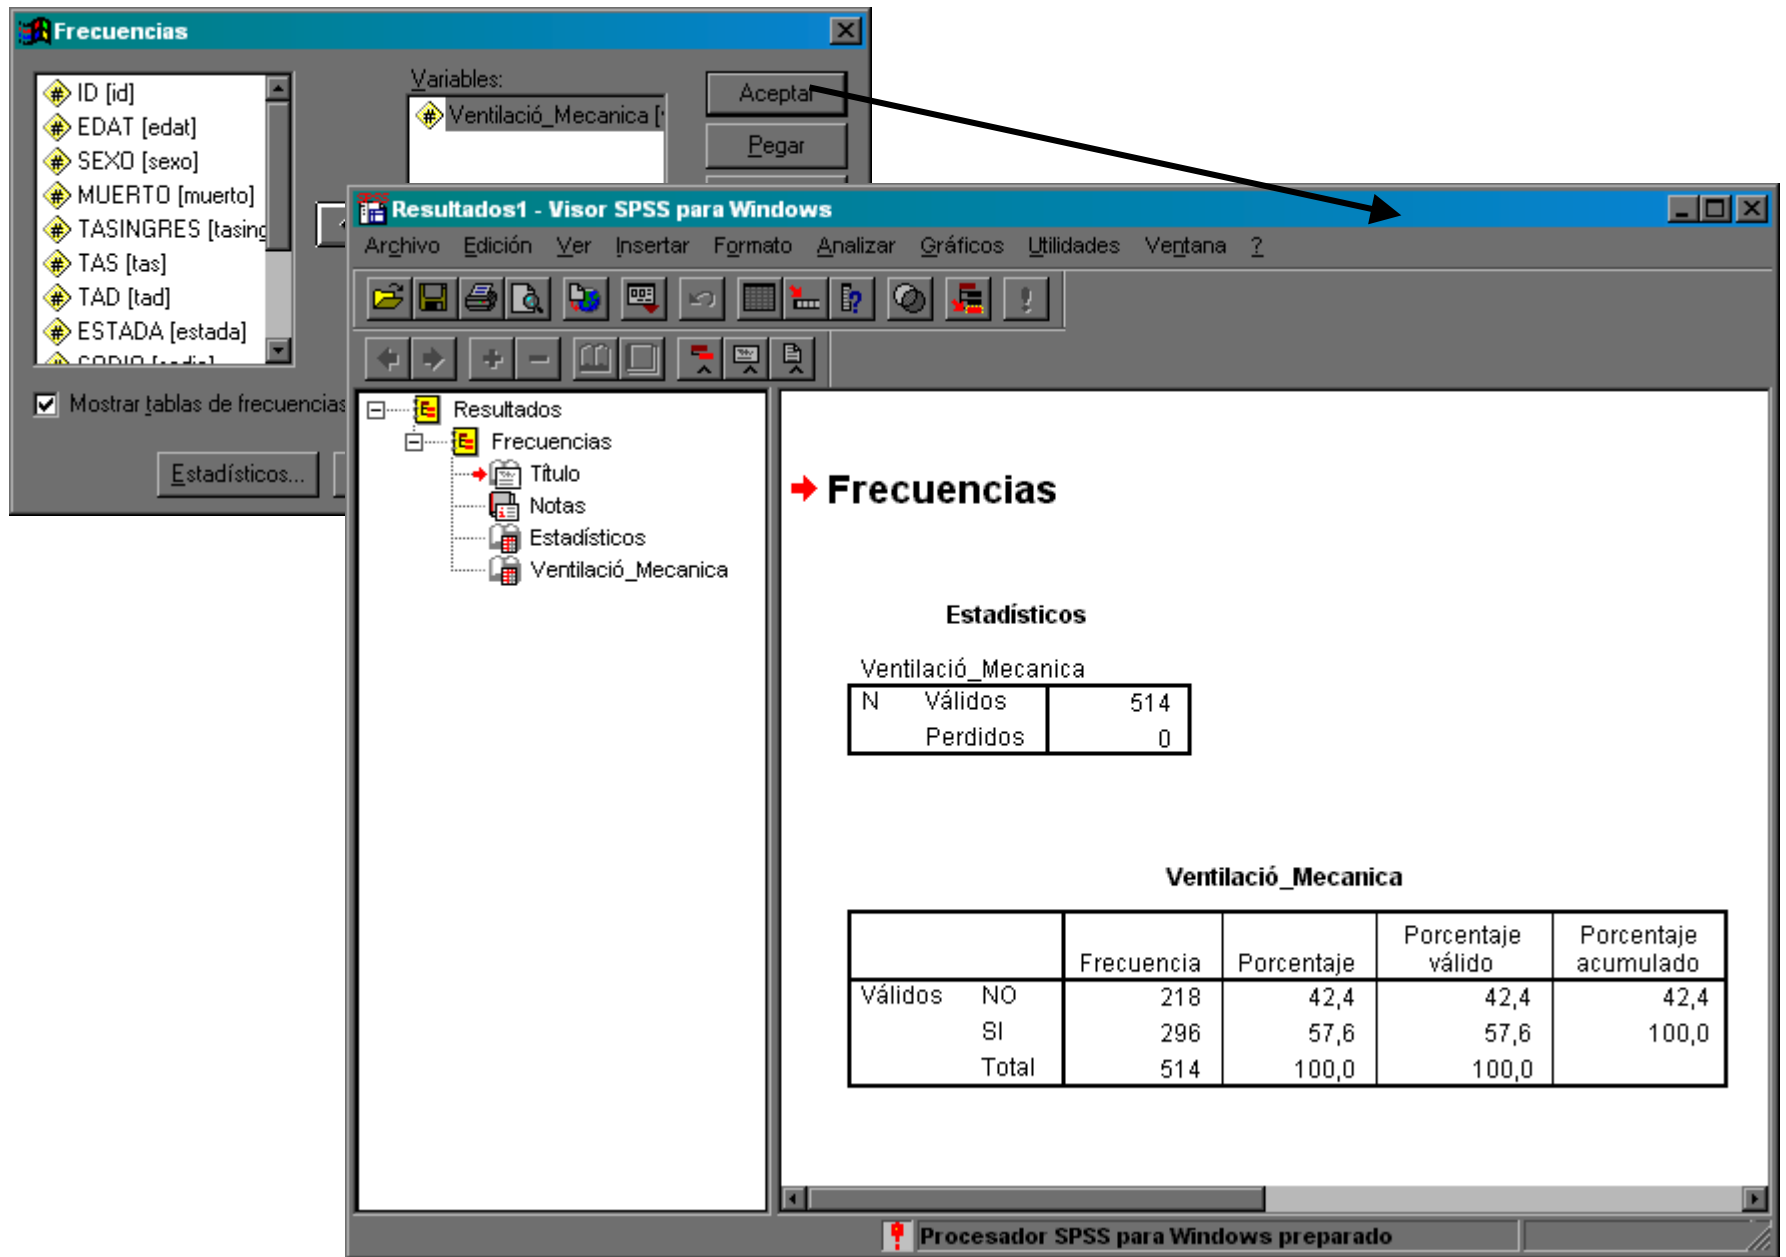 Frecuencias
ID [id]
EDAT [edat]
SEXO [sexo]
MUERTO [muerto]
TASINGRES [tasing
TAS [tas]
TAD [tad]
ESTADA [estada]
Mostrar tablas de frecuencias
Estadísticos...
Variables:
Ventilació_Mecanica [
Aceptar
Pegar
Resultados1 - Visor SPSS para Windows
Archivo Edición Ver Insertar Formato Analizar Gráficos Utilidades Ventana ?
Resultados
Frecuencias
Título
Notas
Estadísticos
Ventilació_Mecanica
Frecuencias
Estadísticos
Ventilació_Mecanica
N Válidos 514
Perdidos 0
Ventilació_Mecanica
Frecuencia Porcentaje Porcentaje válido Porcentaje acumulado
Válidos NO 218 42,4 42,4 42,4
SI 296 57,6 57,6 100,0
Total 514 100,0 100,0
Procesador SPSS para Windows preparado